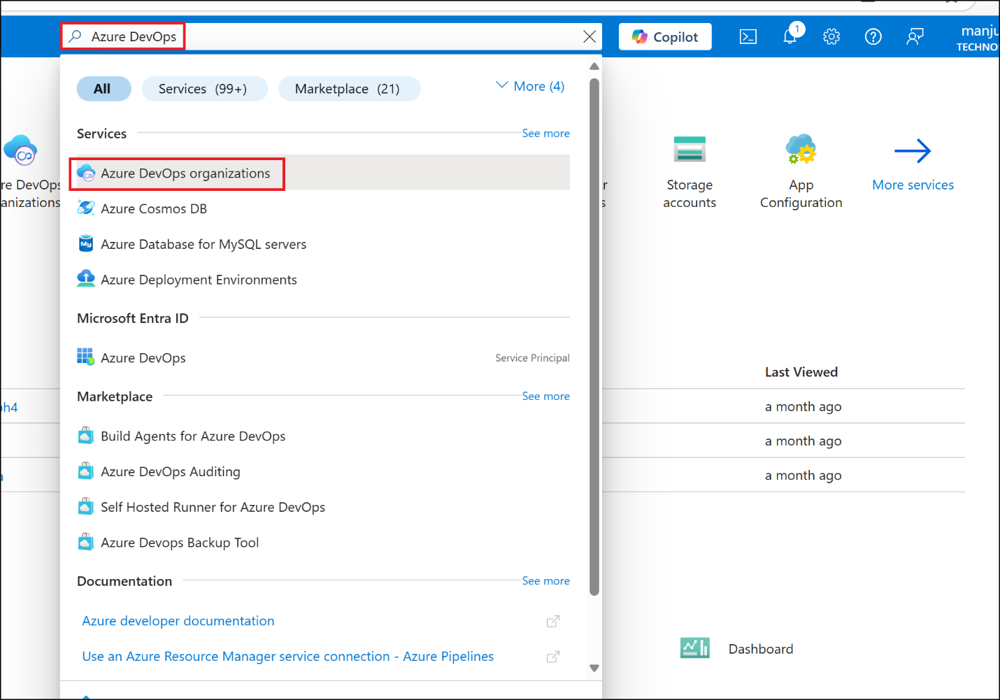 Azure DevOps
Copilot
1
manju
TECHNO
All
Services (99+)
Marketplace (21)
More (4)
Services
See more
Azure DevOps organizations
Azure Cosmos DB
Azure Database for MySQL servers
My
Azure Deployment Environments
Microsoft Entra ID
Azure DevOps
Service Principal
Marketplace
See more
Build Agents for Azure DevOps
Azure DevOps Auditing
Self Hosted Runner for Azure DevOps
Azure Devops Backup Tool
Documentation
See more
Azure developer documentation
Use an Azure Resource Manager service connection - Azure Pipelines
re DevOps
anizations
r
s
Storage
accounts
App
Configuration
More services
Last Viewed
oh4
a month ago
a month ago
a
a month ago
Dashboard